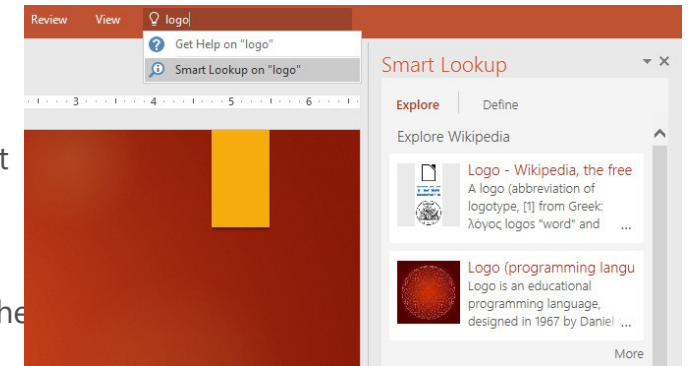 Review View logo
Get Help on "logo"
Smart Lookup on "logo"
3 4 5 6
t
he
Smart Lookup
Explore Define
Explore Wikipedia
Logo - Wikipedia, the free
A logo (abbreviation of
logotype, [1] from Greek:
λόγος logos "word" and ...
Logo (programming langu
Logo is an educational
programming language,
designed in 1967 by Daniel ...
More